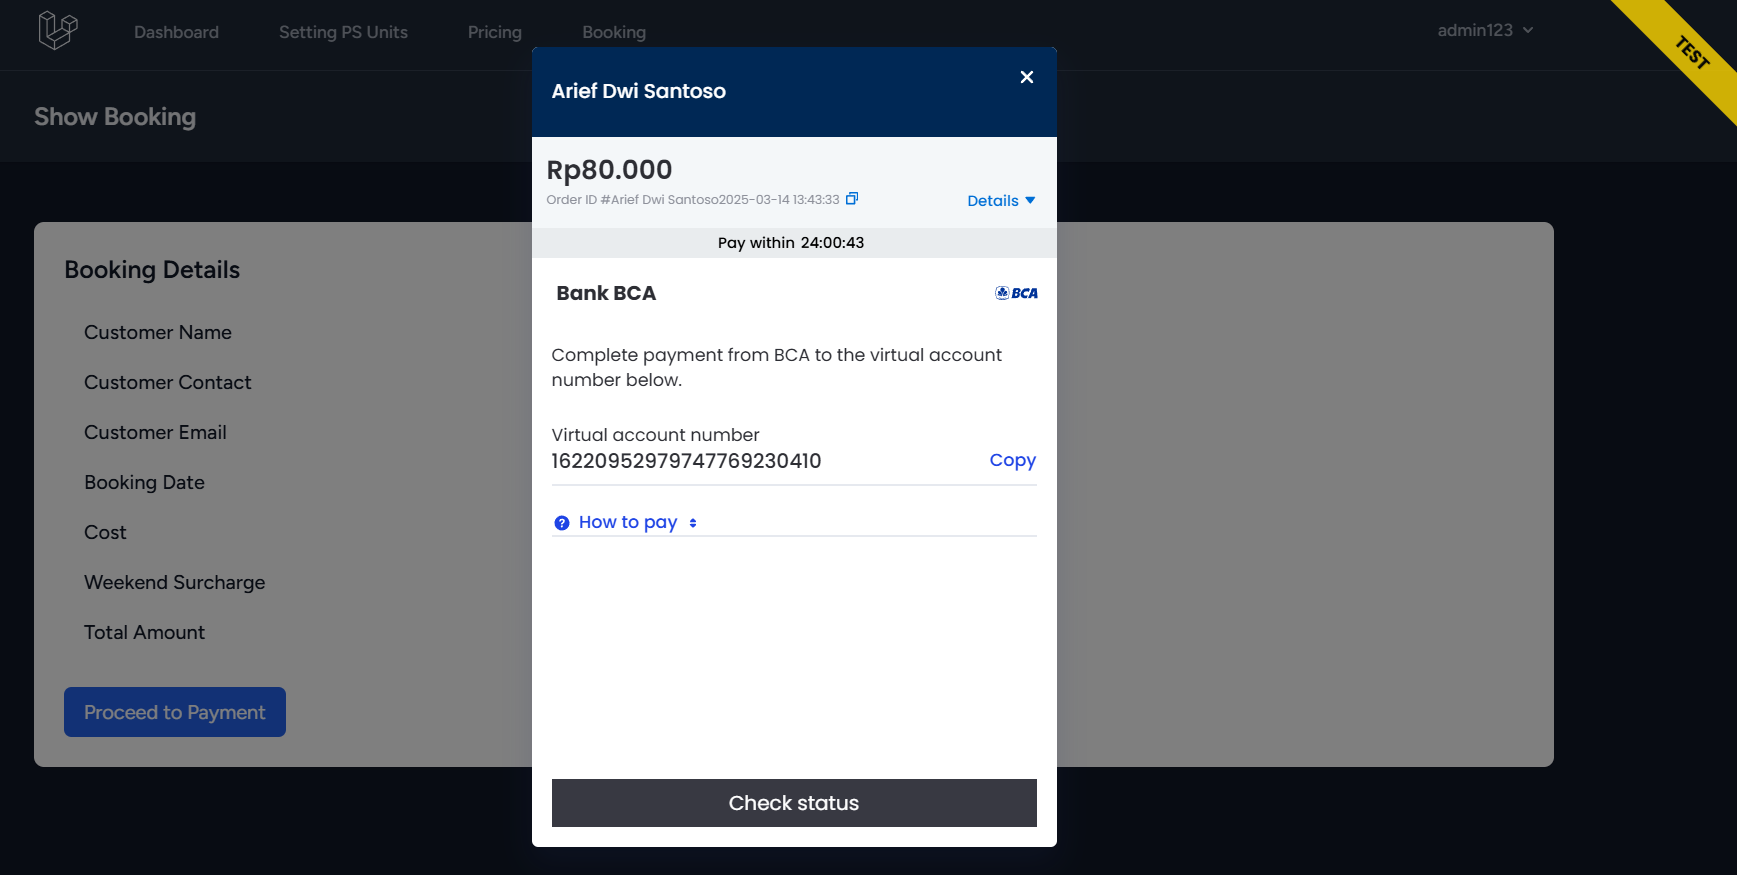 Dashboard
Setting PS Units
Pricing
Booking
admin123
TEST
Show Booking
Arief Dwi Santoso
Rp80.000
Order ID #Arief Dwi Santoso2025-03-14 13:43:33
Details
Pay within 24:00:43
Bank BCA
BCA
Complete payment from BCA to the virtual account
number below.
Virtual account number
16220952979747769230410
Copy
? How to pay
Check status
Booking Details
Customer Name
Customer Contact
Customer Email
Booking Date
Cost
Weekend Surcharge
Total Amount
Proceed to Payment